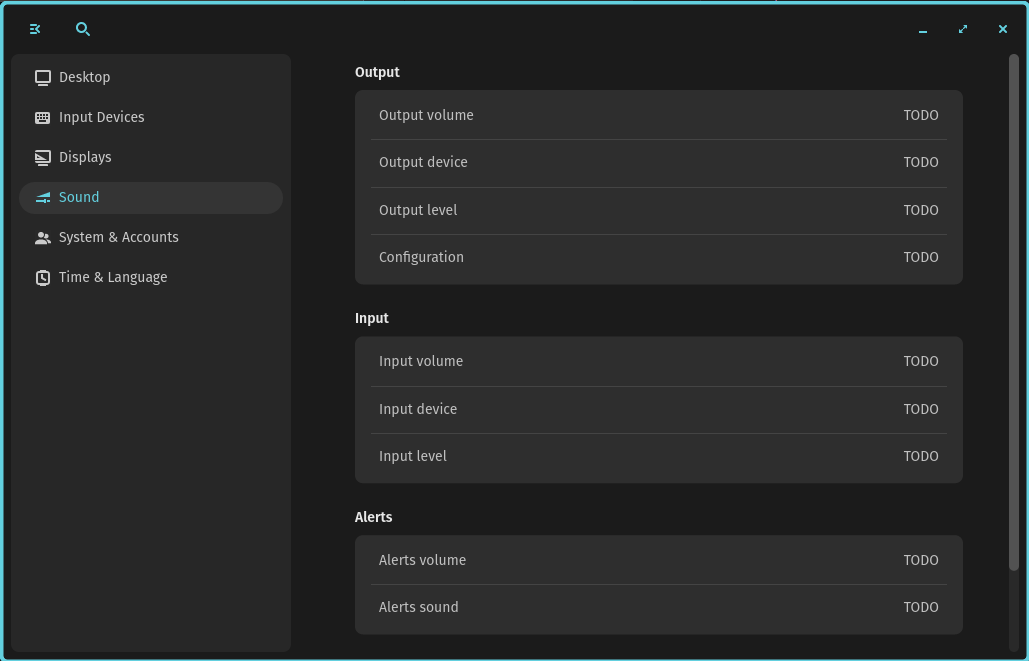 Desktop
Input Devices
Displays
Sound
System & Accounts
Time & Language
Output
Output volume TODO
Output device TODO
Output level TODO
Configuration TODO
Input
Input volume TODO
Input device TODO
Input level TODO
Alerts
Alerts volume TODO
Alerts sound TODO